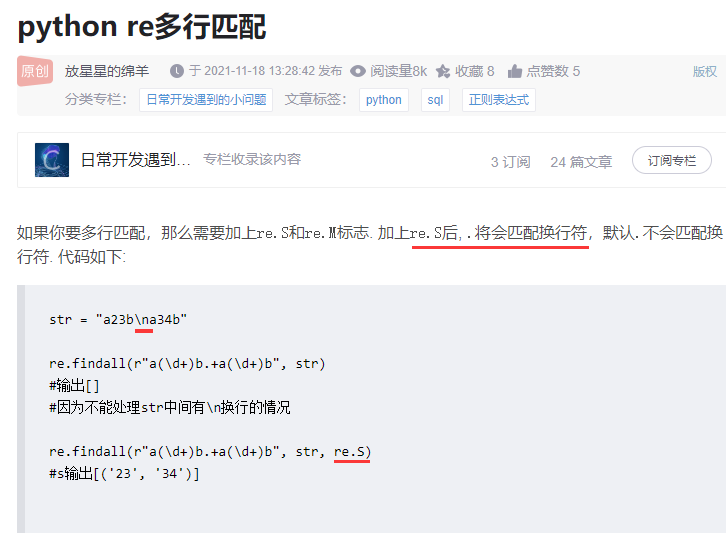 python re多行匹配
原创 放星星的绵羊 于 2021-11-18 13:28:42 发布 阅读量8k 收藏 8 点赞数 5 版权
分类专栏： 日常开发遇到的小问题 文章标签： python sql 正则表达式
日常开发遇到... 专栏收录该内容 3 订阅 24 篇文章 订阅专栏
如果你要多行匹配，那么需要加上re.S和re.M标志. 加上re.S后, .将会匹配换行符，默认.不会匹配换
行符. 代码如下:
str = "a23b\na34b"
re.findall(r"a(\d+)b.+a(\d+)b", str)
#输出[]
#因为不能处理str中间有\n换行的情况
re.findall(r"a(\d+)b.+a(\d+)b", str, re.S)
#s输出[('23', '34')]